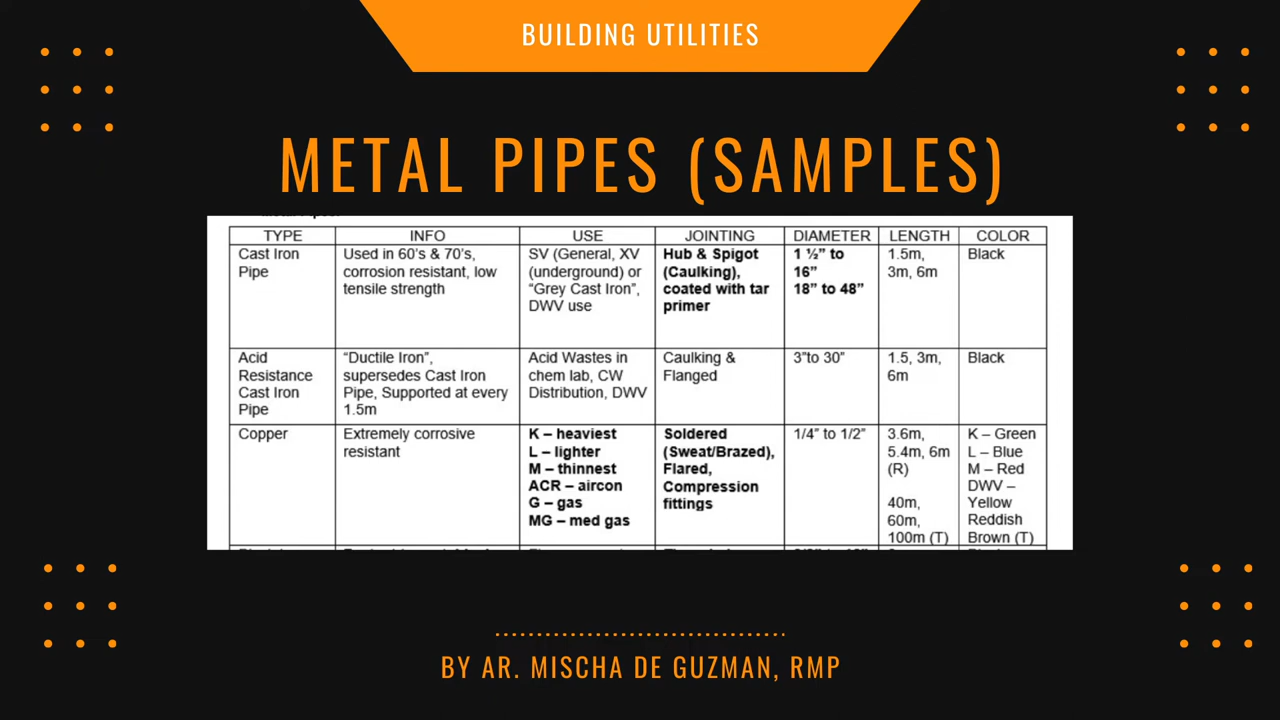 BUILDING UTILITIES
METAL PIPES (SAMPLES)
TYPE INFO USE JOINTING DIAMETER LENGTH COLOR
Cast Iron
Pipe
Used in 60's & 70's,
corrosion resistant, low
tensile strength
SV (General, XV
(underground) or
“Grey Cast Iron”,
DWV use
Hub & Spigot
(Caulking),
coated with tar
primer
1 ½” to
16”
18” to 48”
1.5m,
3m, 6m
Black
Acid
Resistance
Cast Iron
Pipe
“Ductile Iron”,
supersedes Cast Iron
Pipe, Supported at every
1.5m
Acid Wastes in
chem lab, CW
Distribution, DWV
Caulking &
Flanged
3”to 30”
1.5, 3m,
6m
Black
Copper
Extremely corrosive
resistant
K – heaviest
L – lighter
M – thinnest
ACR – aircon
G – gas
MG – med gas
Soldered
(Sweat/Brazed),
Flared,
Compression
fittings
1/4” to 1/2”
3.6m,
5.4m, 6m
(R)
40m,
60m,
100m (T)
K – Green
L – Blue
M – Red
DWV –
Yellow
Reddish
Brown (T)
BY AR. MISCHA DE GUZMAN, RMP